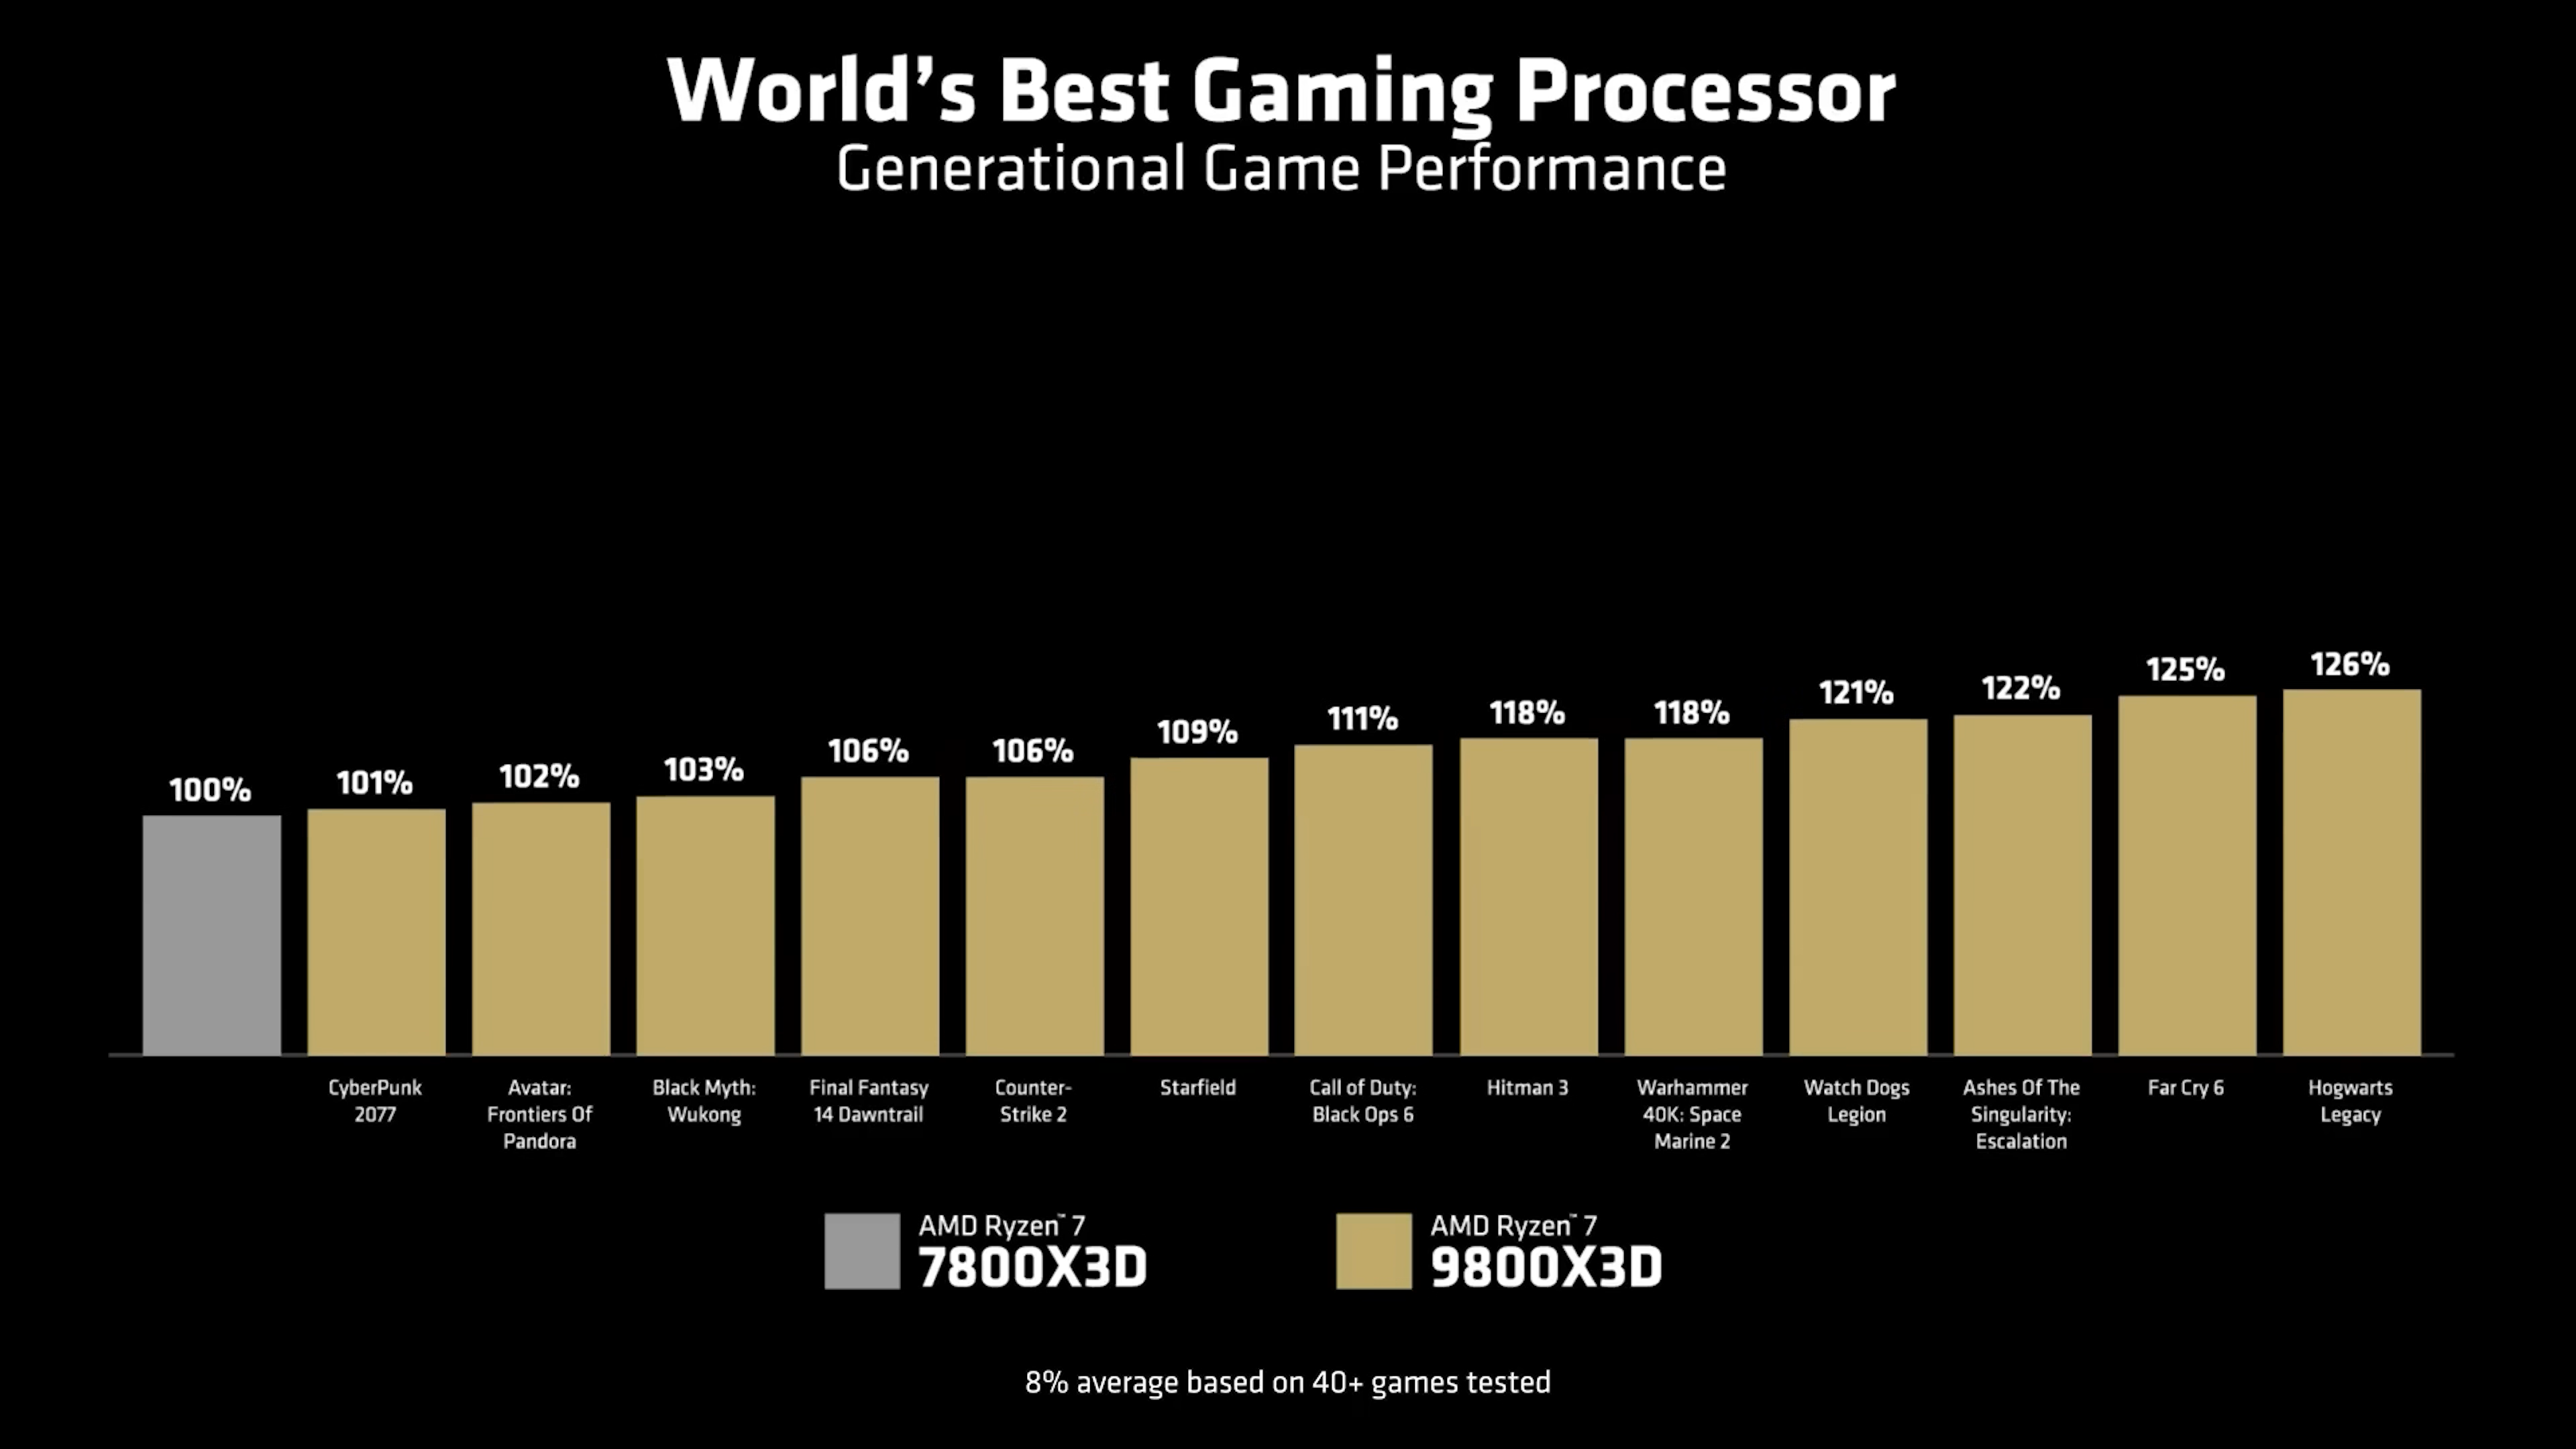 World's Best Gaming Processor
Generational Game Performance
100%
101%
102%
103%
106%
106%
109%
111%
118%
118%
121%
122%
125%
126%
CyberPunk
2077
Avatar:
Frontiers Of
Pandora
Black Myth:
Wukong
Final Fantasy
14 Dawntrail
Counter-
Strike 2
Starfield
Call of Duty:
Black Ops 6
Hitman 3
Warhammer
40K: Space
Marine 2
Watch Dogs
Legion
Ashes Of The
Singularity:
Escalation
Far Cry 6
Hogwarts
Legacy
AMD Ryzen™ 7
7800X3D
AMD Ryzen™ 7
9800X3D
8% average based on 40+ games tested